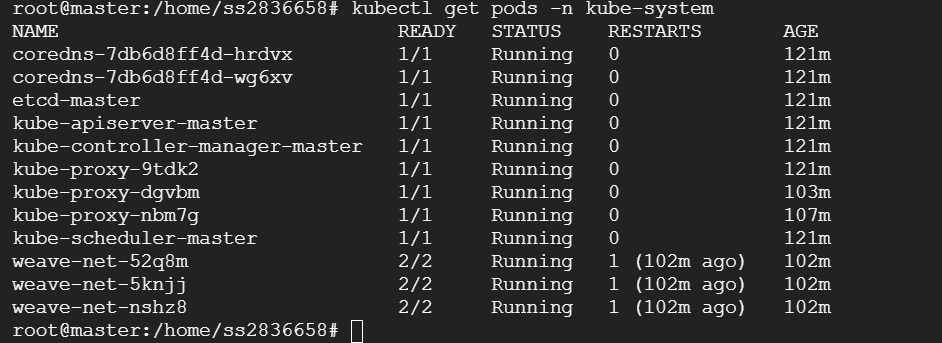 root@master:/home/ss2836658# kubectl get pods -n kube-system
NAME READY STATUS RESTARTS AGE
coredns-7db6d8ff4d-hrdvx 1/1 Running 0 121m
coredns-7db6d8ff4d-wg6xv 1/1 Running 0 121m
etcd-master 1/1 Running 0 121m
kube-apiserver-master 1/1 Running 0 121m
kube-controller-manager-master 1/1 Running 0 121m
kube-proxy-9tdk2 1/1 Running 0 121m
kube-proxy-dgvbm 1/1 Running 0 103m
kube-proxy-nbm7g 1/1 Running 0 107m
kube-scheduler-master 1/1 Running 0 121m
weave-net-52q8m 2/2 Running 1 (102m ago) 102m
weave-net-5knjj 2/2 Running 1 (102m ago) 102m
weave-net-nshz8 2/2 Running 1 (102m ago) 102m
root@master:/home/ss2836658#